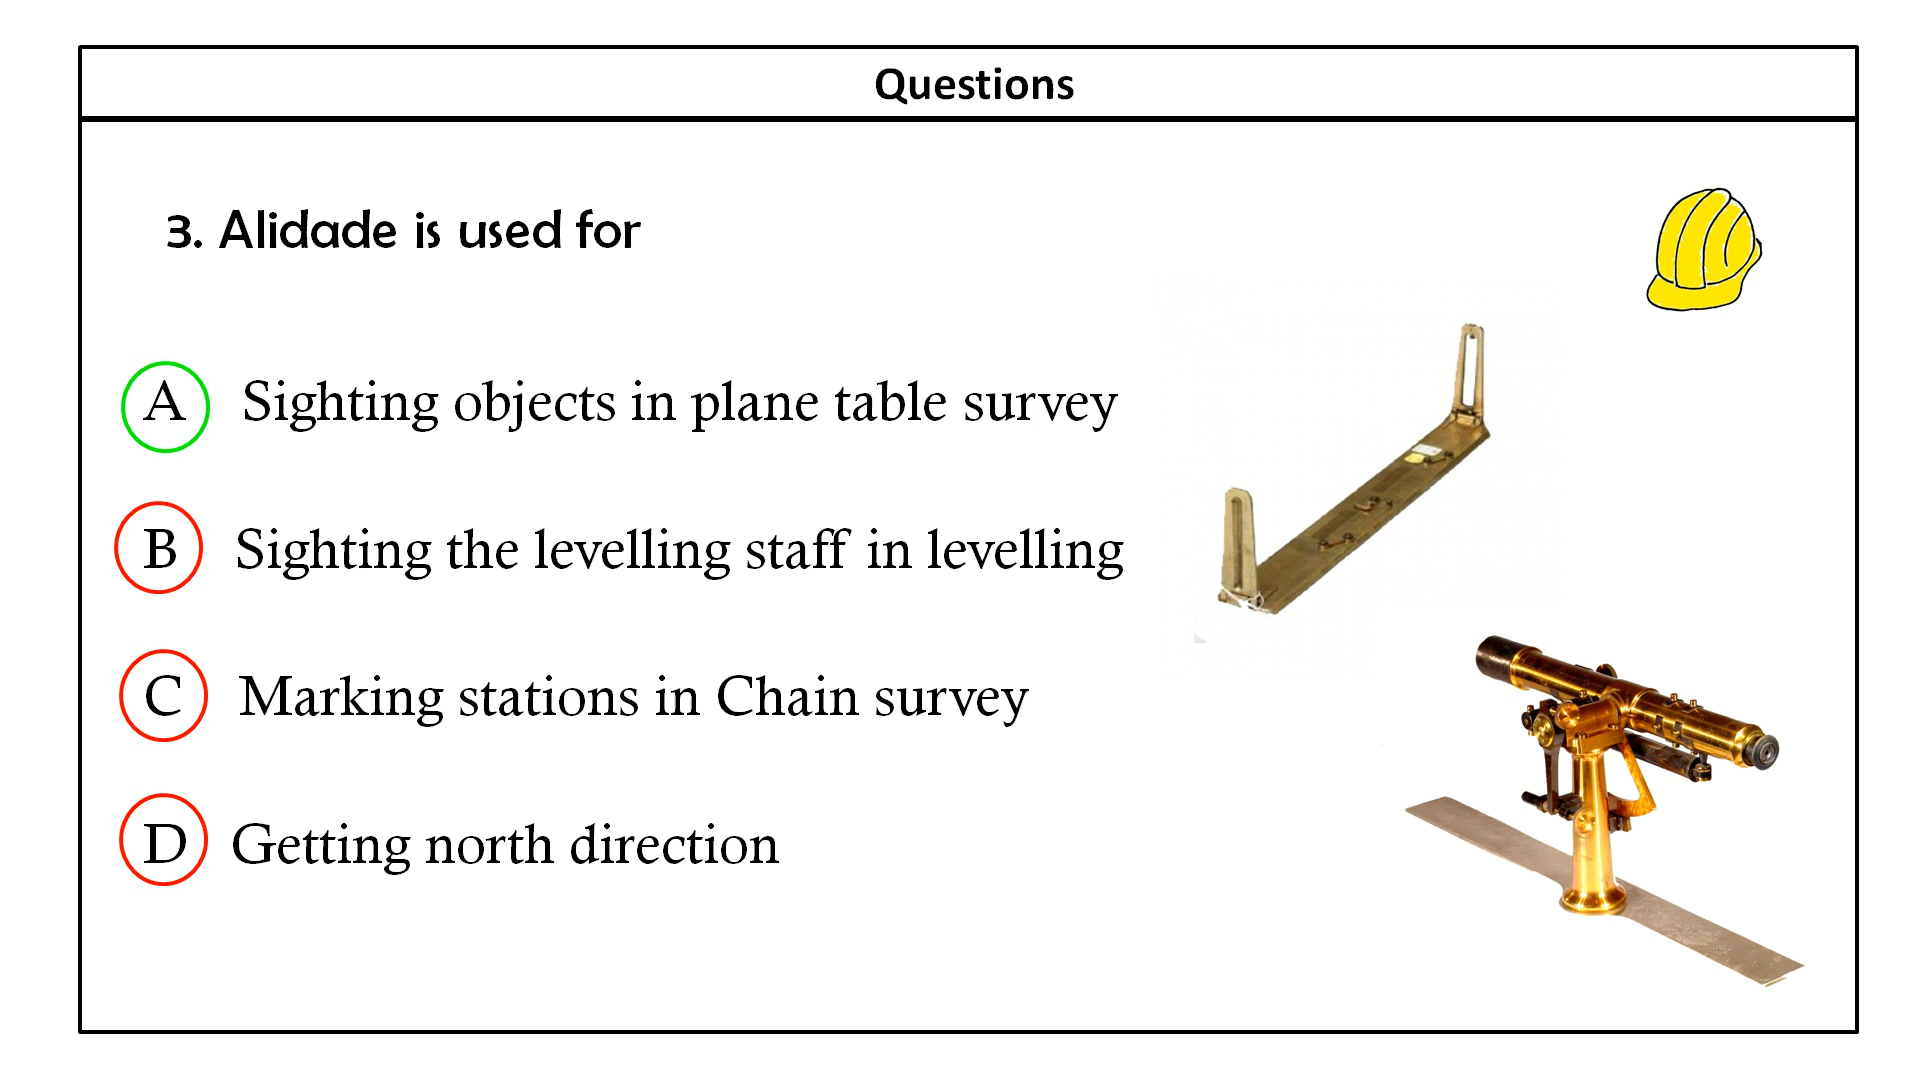 Questions
3. Alidade is used for
A Sighting objects in plane table survey
B Sighting the levelling staff in levelling
C Marking stations in Chain survey
D Getting north direction